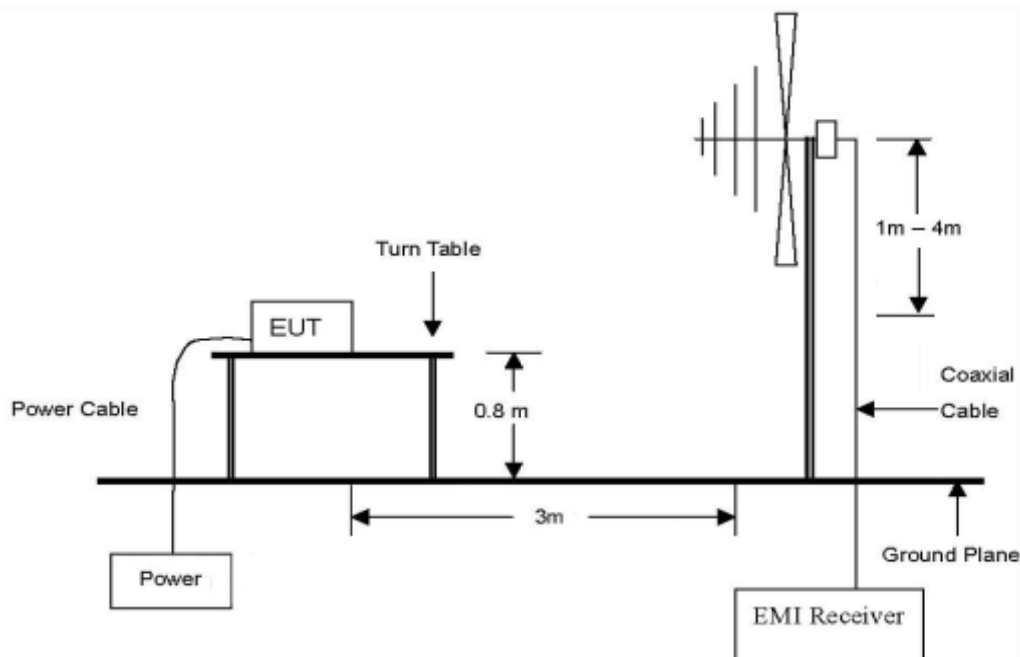 1m – 4m
Turn Table
EUT
Power Cable
0.8 m
Coaxial
Cable
3m
Ground Plane
Power
EMI Receiver